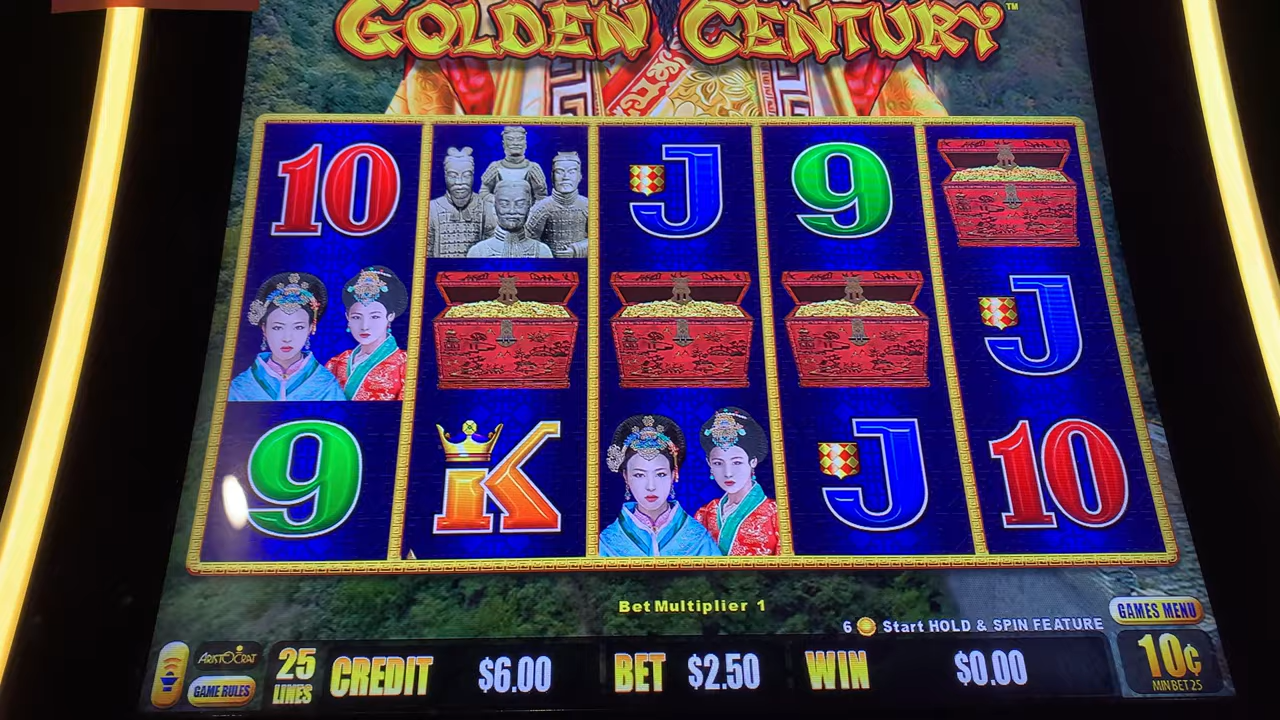 GOLDEN CENTURY™
10 J 9
J
9 K J 10
Bet Multiplier 1
6 Start HOLD & SPIN FEATURE
GAMES MENU
ARISTOCRAT
GAME RULES
25 LINES
CREDIT $6.00 BET $2.50 WIN $0.00
10¢
MIN BET 25